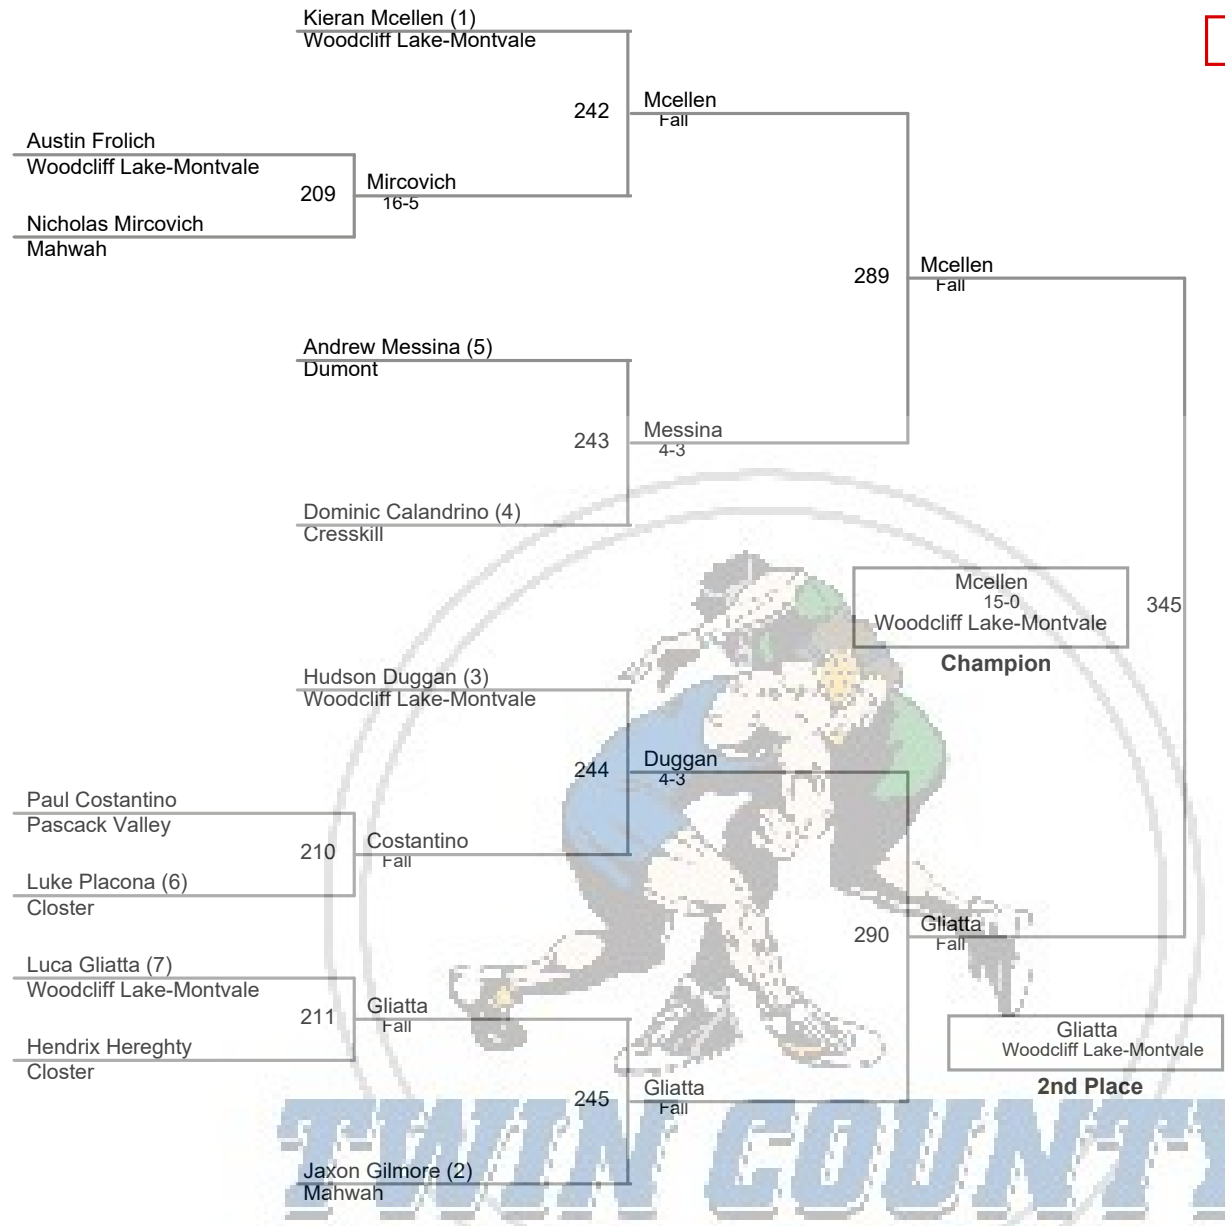 Kieran Mcellen (1)
Woodcliff Lake-Montvale
242
Mcellen
Fall
Austin Frolich
Woodcliff Lake-Montvale
209
Mircovich
16-5
Nicholas Mircovich
Mahwah
289
Mcellen
Fall
Andrew Messina (5)
Dumont
243
Messina
4-3
Dominic Calandrino (4)
Cresskill
Mcellen
15-0
Woodcliff Lake-Montvale
345
Champion
Hudson Duggan (3)
Woodcliff Lake-Montvale
244
Duggan
4-3
Paul Costantino
Pascack Valley
210
Costantino
Fall
Luke Placona (6)
Closter
290
Gliatta
Fall
Luca Gliatta (7)
Woodcliff Lake-Montvale
211
Gliatta
Fall
Hendrix Hereghty
Closter
Gliatta
Woodcliff Lake-Montvale
2nd Place
245
Gliatta
Fall
Jaxon Gilmore (2)
Mahwah
TWIN COUNTY